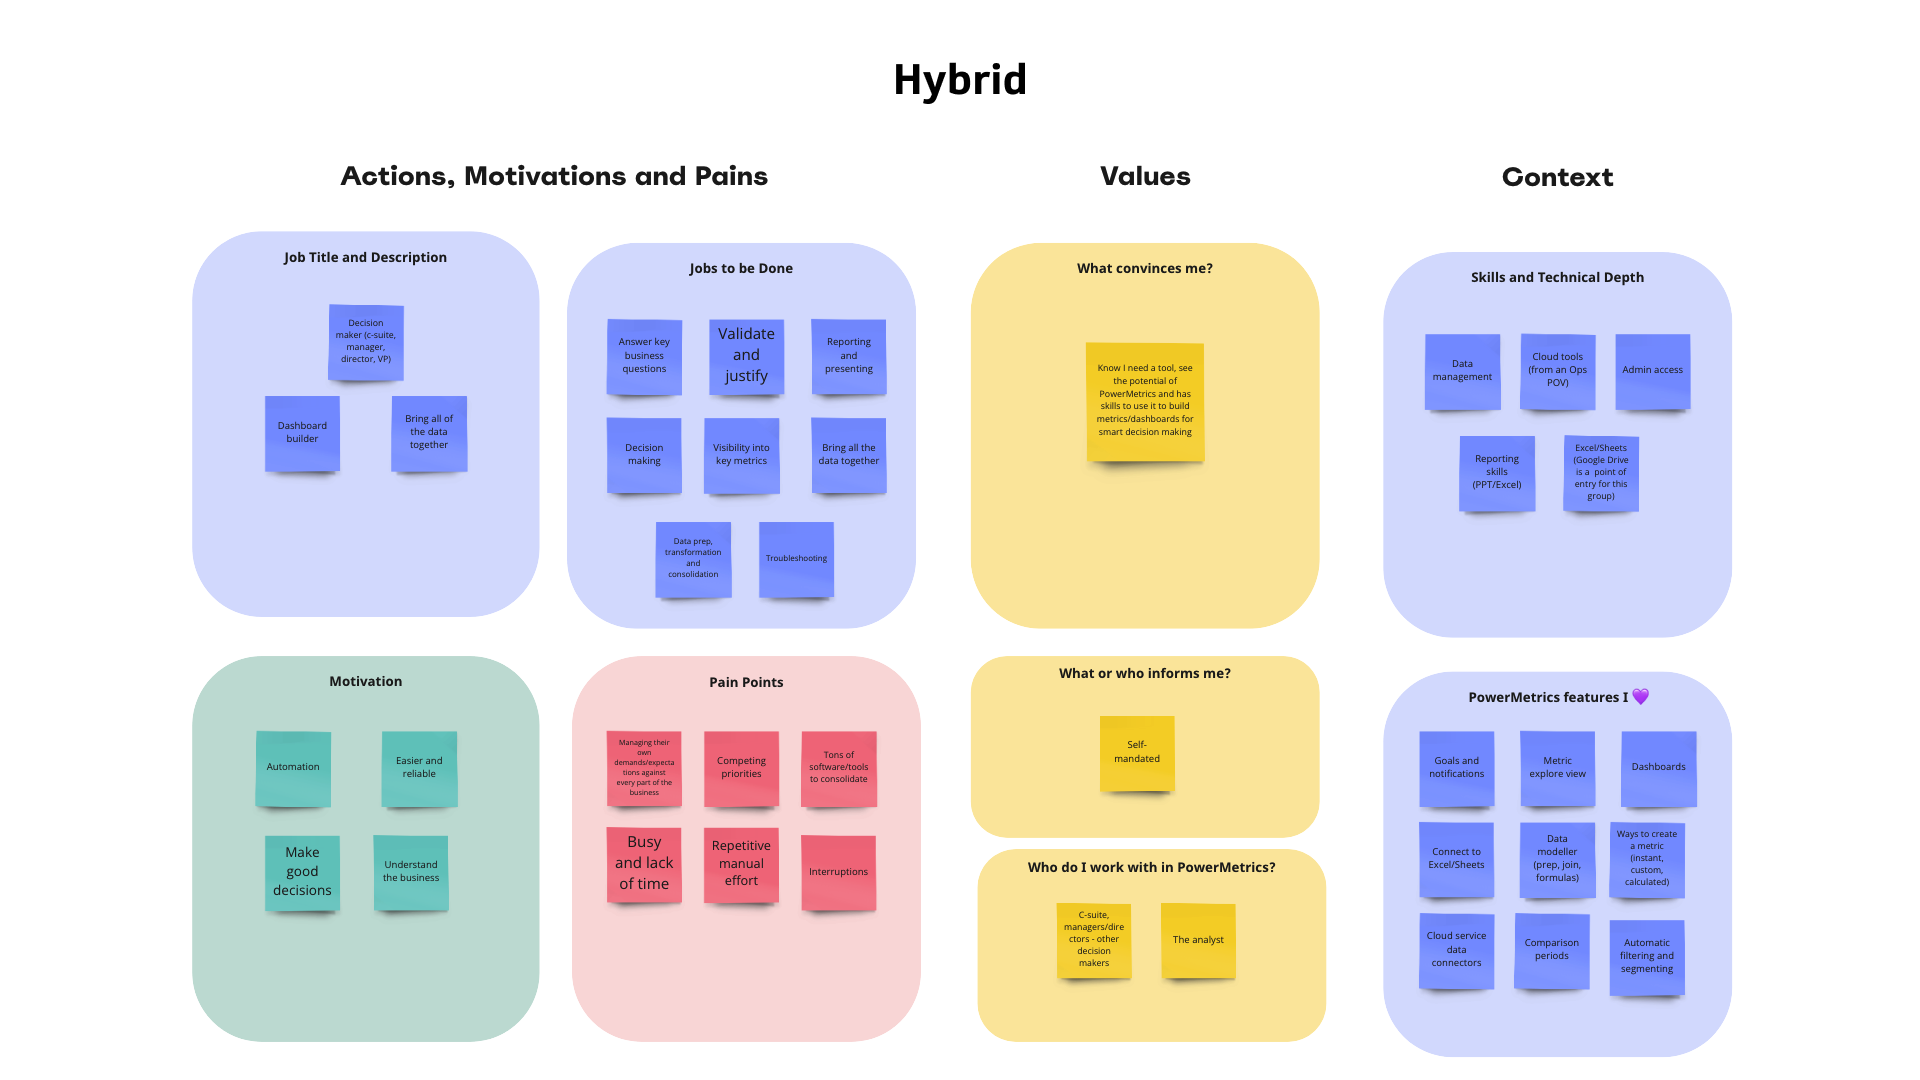 Hybrid
Actions, Motivations and Pains
Values
Context
Job Title and Description
Decision
maker (c-suite,
manager,
director, VP)
Dashboard
builder
Bring all of
the data
together
Jobs to be Done
Answer key
business
questions
Validate
and
justify
Reporting
and
presenting
Decision
making
Visibility into
key metrics
Bring all the
data together
Data prep,
transformation
and
consolidation
Troubleshooting
What convinces me?
Know I need a tool, see
the potential of
PowerMetrics and has
skills to use it to build
metrics/dashboards for
smart decision making
Skills and Technical Depth
Data
management
Cloud tools
(from an Ops
POV)
Admin access
Reporting
skills
(PPT/Excel)
Excel/Sheets
(Google Drive
is a point of
entry for this
group)
Motivation
Automation
Easier and
reliable
Make
good
decisions
Understand
the business
Pain Points
Managing their
own
demands/expecta
tions against
every part of the
business
Competing
priorities
Tons of
software/tools
to consolidate
Busy
and lack
of time
Repetitive
manual
effort
Interruptions
What or who informs me?
Self-
mandated
Who do I work with in PowerMetrics?
C-suite,
managers/dire
ctors - other
decision
makers
The analyst
PowerMetrics features I 💜
Goals and
notifications
Metric
explore view
Dashboards
Connect to
Excel/Sheets
Data
modeller
(prep, join,
formulas)
Ways to create
a metric
(instant,
custom,
calculated)
Cloud service
data
connectors
Comparison
periods
Automatic
filtering and
segmenting